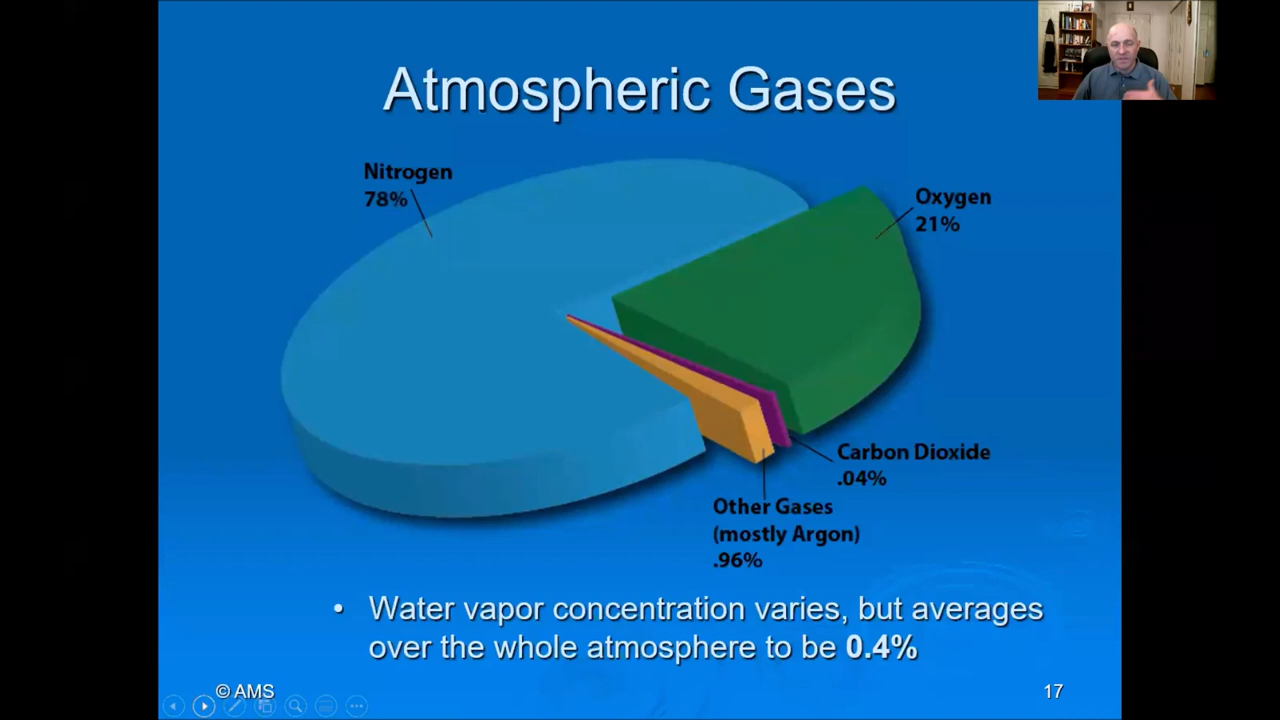 Atmospheric Gases
Nitrogen
78%
Oxygen
21%
Carbon Dioxide
.04%
Other Gases
(mostly Argon)
.96%
• Water vapor concentration varies, but averages
over the whole atmosphere to be 0.4%
© AMS
17